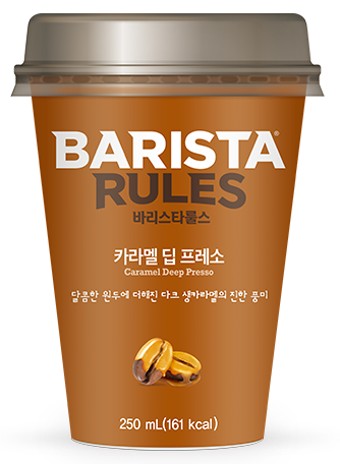 BARISTA®
RULES
바리스타룰스
카라멜 딥 프레소
Caramel Deep Presso
달콤한 원두에 더해진 다크 생카라멜의 진한 풍미
250 mL(161 kcal)